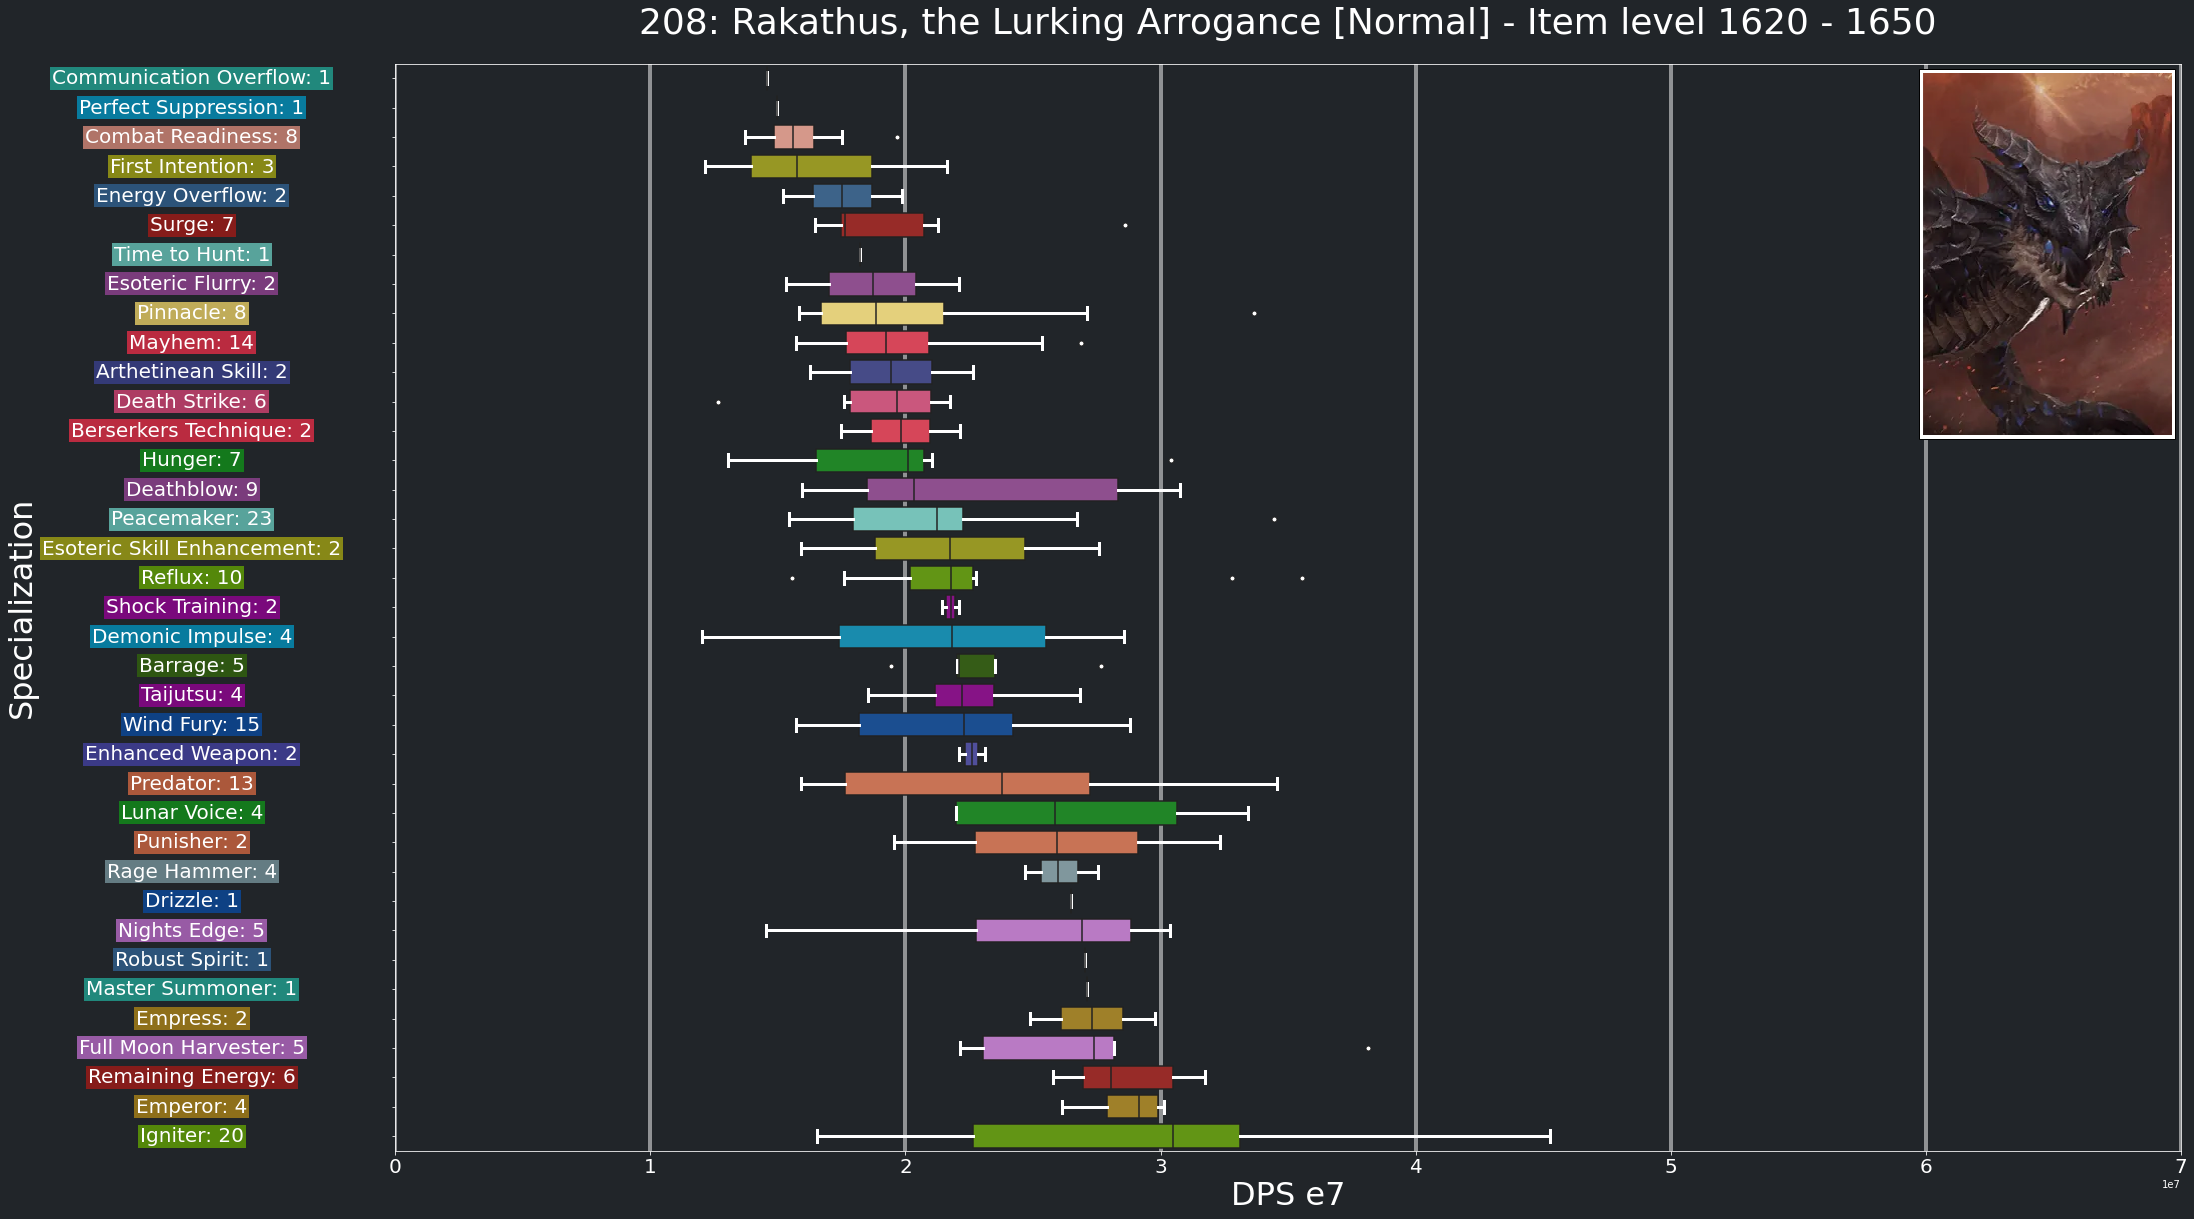 208: Rakathus, the Lurking Arrogance [Normal] - Item level 1620 - 1650
Specialization
Communication Overflow: 1
Perfect Suppression: 1
Combat Readiness: 8
First Intention: 3
Energy Overflow: 2
Surge: 7
Time to Hunt: 1
Esoteric Flurry: 2
Pinnacle: 8
Mayhem: 14
Arthetinean Skill: 2
Death Strike: 6
Berserkers Technique: 2
Hunger: 7
Deathblow: 9
Peacemaker: 23
Esoteric Skill Enhancement: 2
Reflux: 10
Shock Training: 2
Demonic Impulse: 4
Barrage: 5
Taijutsu: 4
Wind Fury: 15
Enhanced Weapon: 2
Predator: 13
Lunar Voice: 4
Punisher: 2
Rage Hammer: 4
Drizzle: 1
Nights Edge: 5
Robust Spirit: 1
Master Summoner: 1
Empress: 2
Full Moon Harvester: 5
Remaining Energy: 6
Emperor: 4
Igniter: 20
0 1 2 3 4 5 6 7
1e7
DPS e7